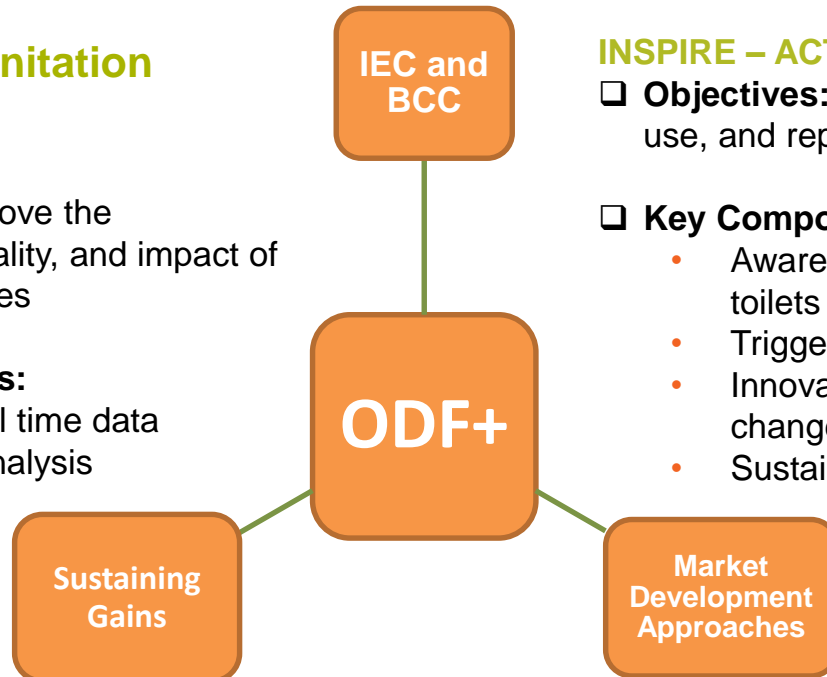 nitation
ove the
ality, and impact of
es
s:
l time data
nalysis
IEC and
BCC
ODF+
Sustaining
Gains
Market
Development
Approaches
INSPIRE – ACT
❑ Objectives:
use, and rep
❑ Key Compo
• Aware
toilets
• Trigge
• Innova
change
• Sustai